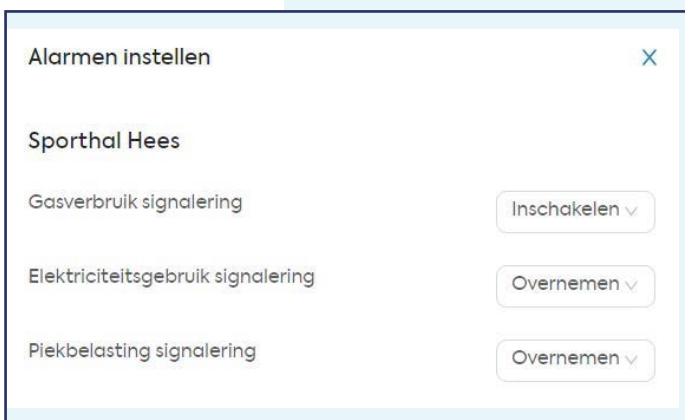 Alarmen instellen X
Sporthal Hees
Gasverbruik signalering Inschakelen
Elektriciteitsgebruik signalering Overnemen
Piekbelasting signalering Overnemen